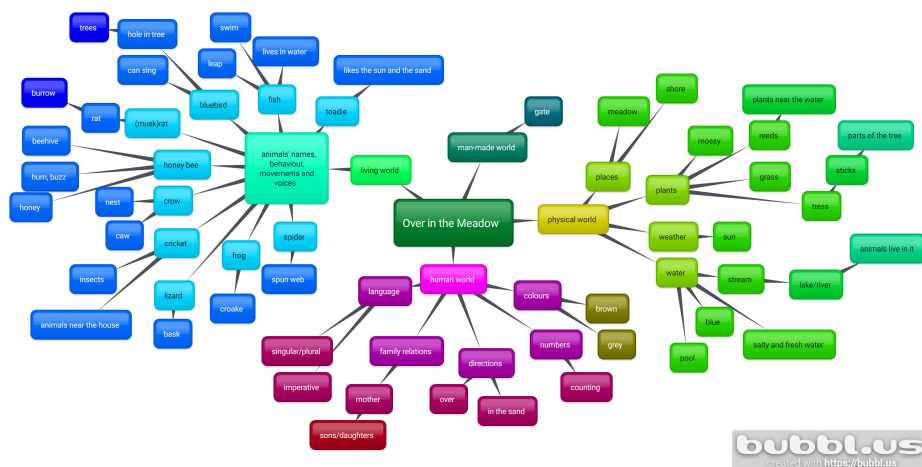 trees
hole in tree
swim
lives in water
can sing
leap
likes the sun and the sand
bluebird
fish
toadie
burrow
rat
(musk)rat
beehive
honey bee
hum, buzz
honey
nest
crow
caw
cricket
insects
animals near the house
lizard
bask
frog
croake
spider
spun web
animals' names,
behaviour,
movements and
voices
living world
Over in the Meadow
man-made world
gate
physical world
places
meadow
shore
plants
mossy
reeds
plants near the water
grass
tress
sticks
parts of the tree
weather
sun
water
stream
lake/river
animals live in it
blue
pool
salty and fresh water
human world
language
singular/plural
imperative
family relations
mother
sons/daughters
directions
over
in the sand
numbers
counting
colours
brown
grey
bubbl.us
created with https://bubbl.us